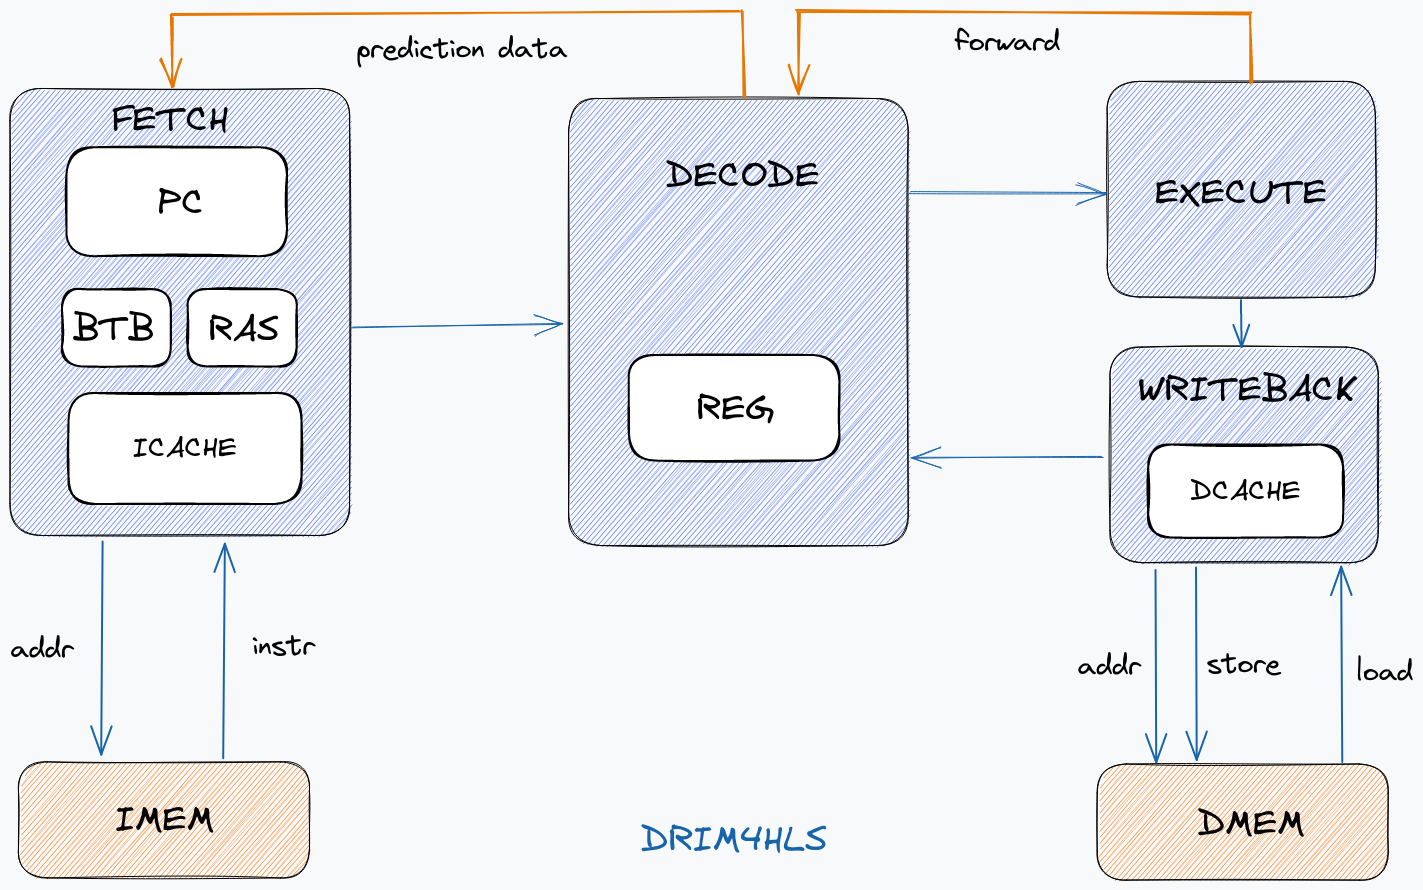 prediction data
forward
FETCH
PC
BTB
RAS
ICACHE
DECODE
REG
EXECUTE
WRITEBACK
DCACHE
addr
instr
addr
store
load
IMEM
DMEM
DRIM4HLS